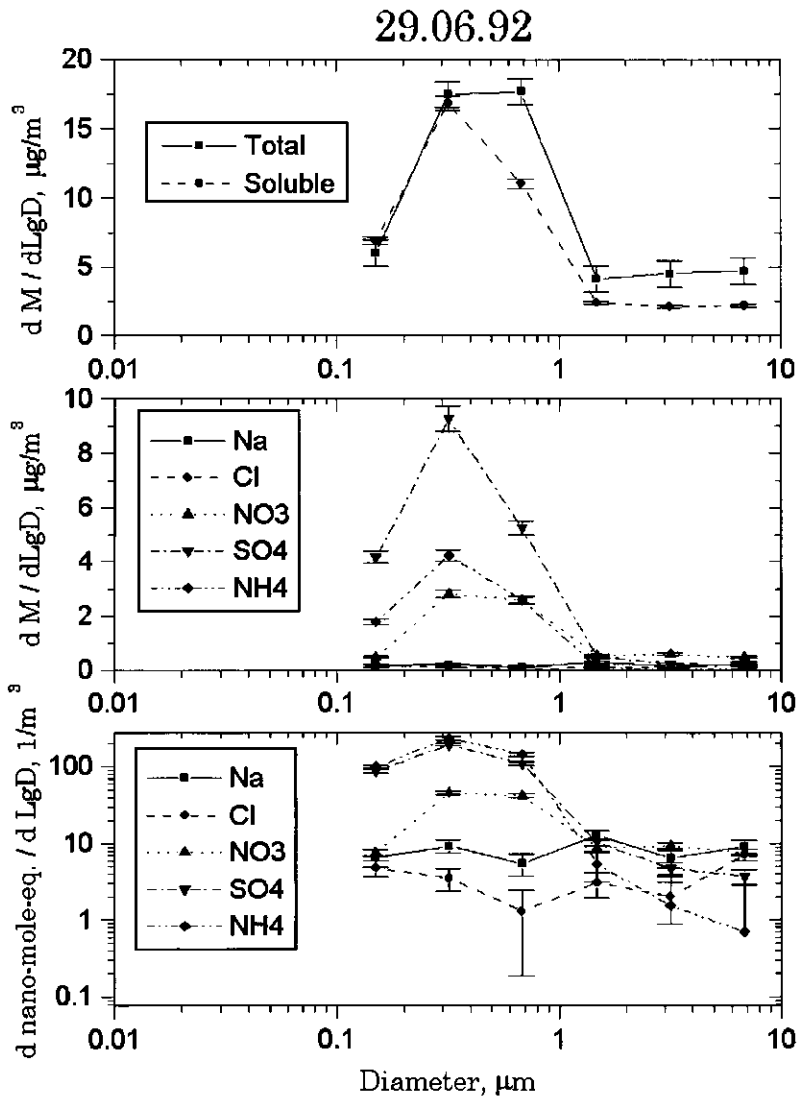 29.06.92
d M / dLgD, μg/m³
20
15
10
5
0
Total
Soluble
0.01
0.1
1
10
d M / dLgD, μg/m³
10
8
6
4
2
0
Na
Cl
NO3
SO4
NH4
0.01
0.1
1
10
d nano-mole-eq. / d LgD, 1/m³
100
10
1
0.1
Na
Cl
NO3
SO4
NH4
0.01
0.1
1
10
Diameter, μm